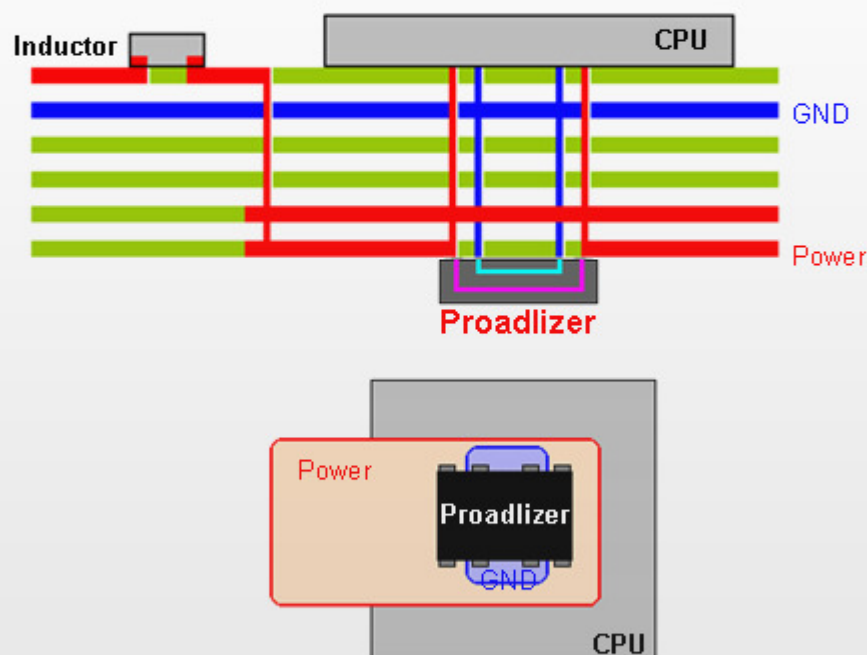 Inductor
CPU
GND
Power
Proadlizer
Power
Proadlizer
GND
CPU